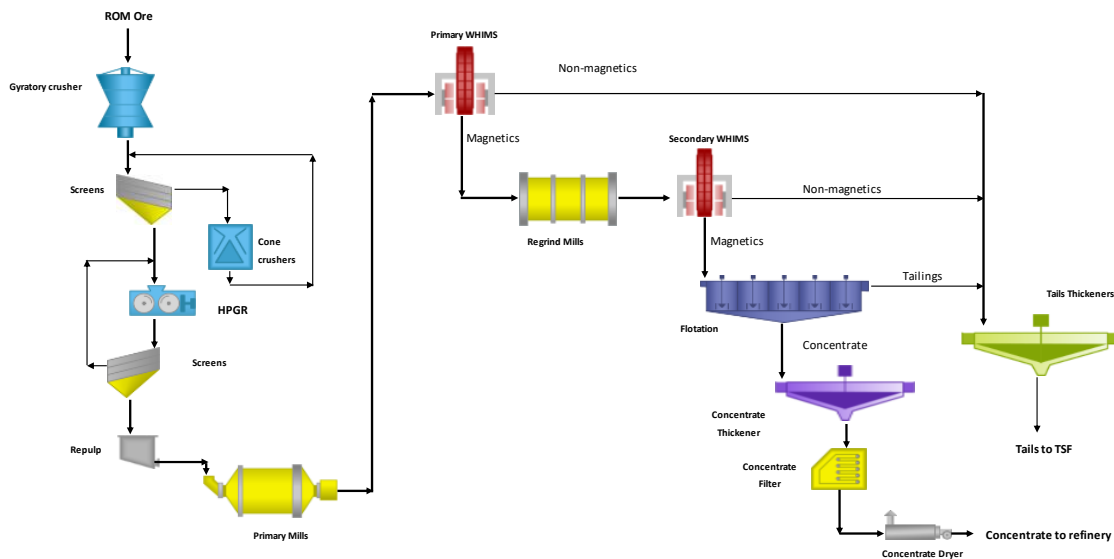 ROM Ore
Gyratory crusher
Screens
Cone
crushers
HPGR
Screens
Repulp
Primary Mills
Primary WHIMS
Non-magnetics
Magnetics
Regrind Mills
Secondary WHIMS
Non-magnetics
Magnetics
Flotation
Tailings
Concentrate
Tails Thickeners
Concentrate
Thickener
Tails to TSF
Concentrate
Filter
Concentrate Dryer
Concentrate to refinery